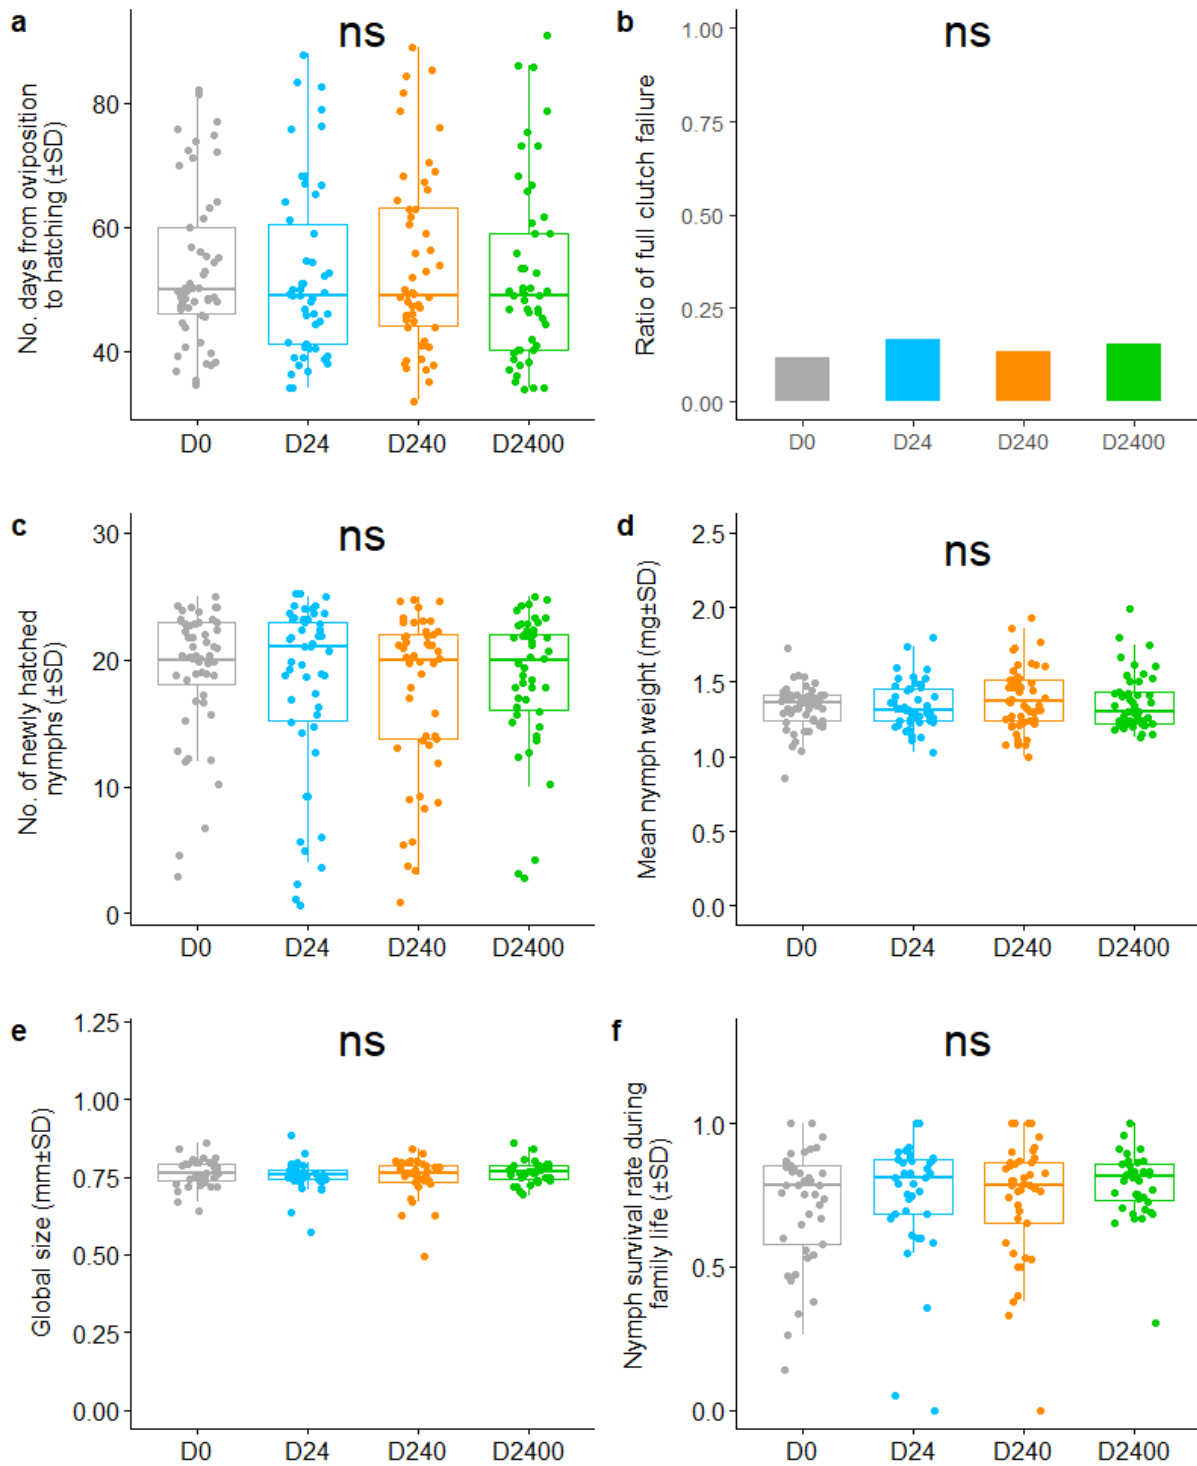 a
ns
No. days from oviposition
to hatching (±SD)
80
60
40
D0 D24 D240 D2400
b
ns
Ratio of full clutch failure
1.00
0.75
0.50
0.25
0.00
D0 D24 D240 D2400
c
ns
No. of newly hatched
nymphs (±SD)
30
20
10
0
D0 D24 D240 D2400
d
ns
Mean nymph weight (mg±SD)
2.5
2.0
1.5
1.0
0.5
0.0
D0 D24 D240 D2400
e
ns
Global size (mm±SD)
1.25
1.00
0.75
0.50
0.25
0.00
D0 D24 D240 D2400
f
ns
Nymph survival rate during
family life (±SD)
1.0
0.5
0.0
D0 D24 D240 D2400